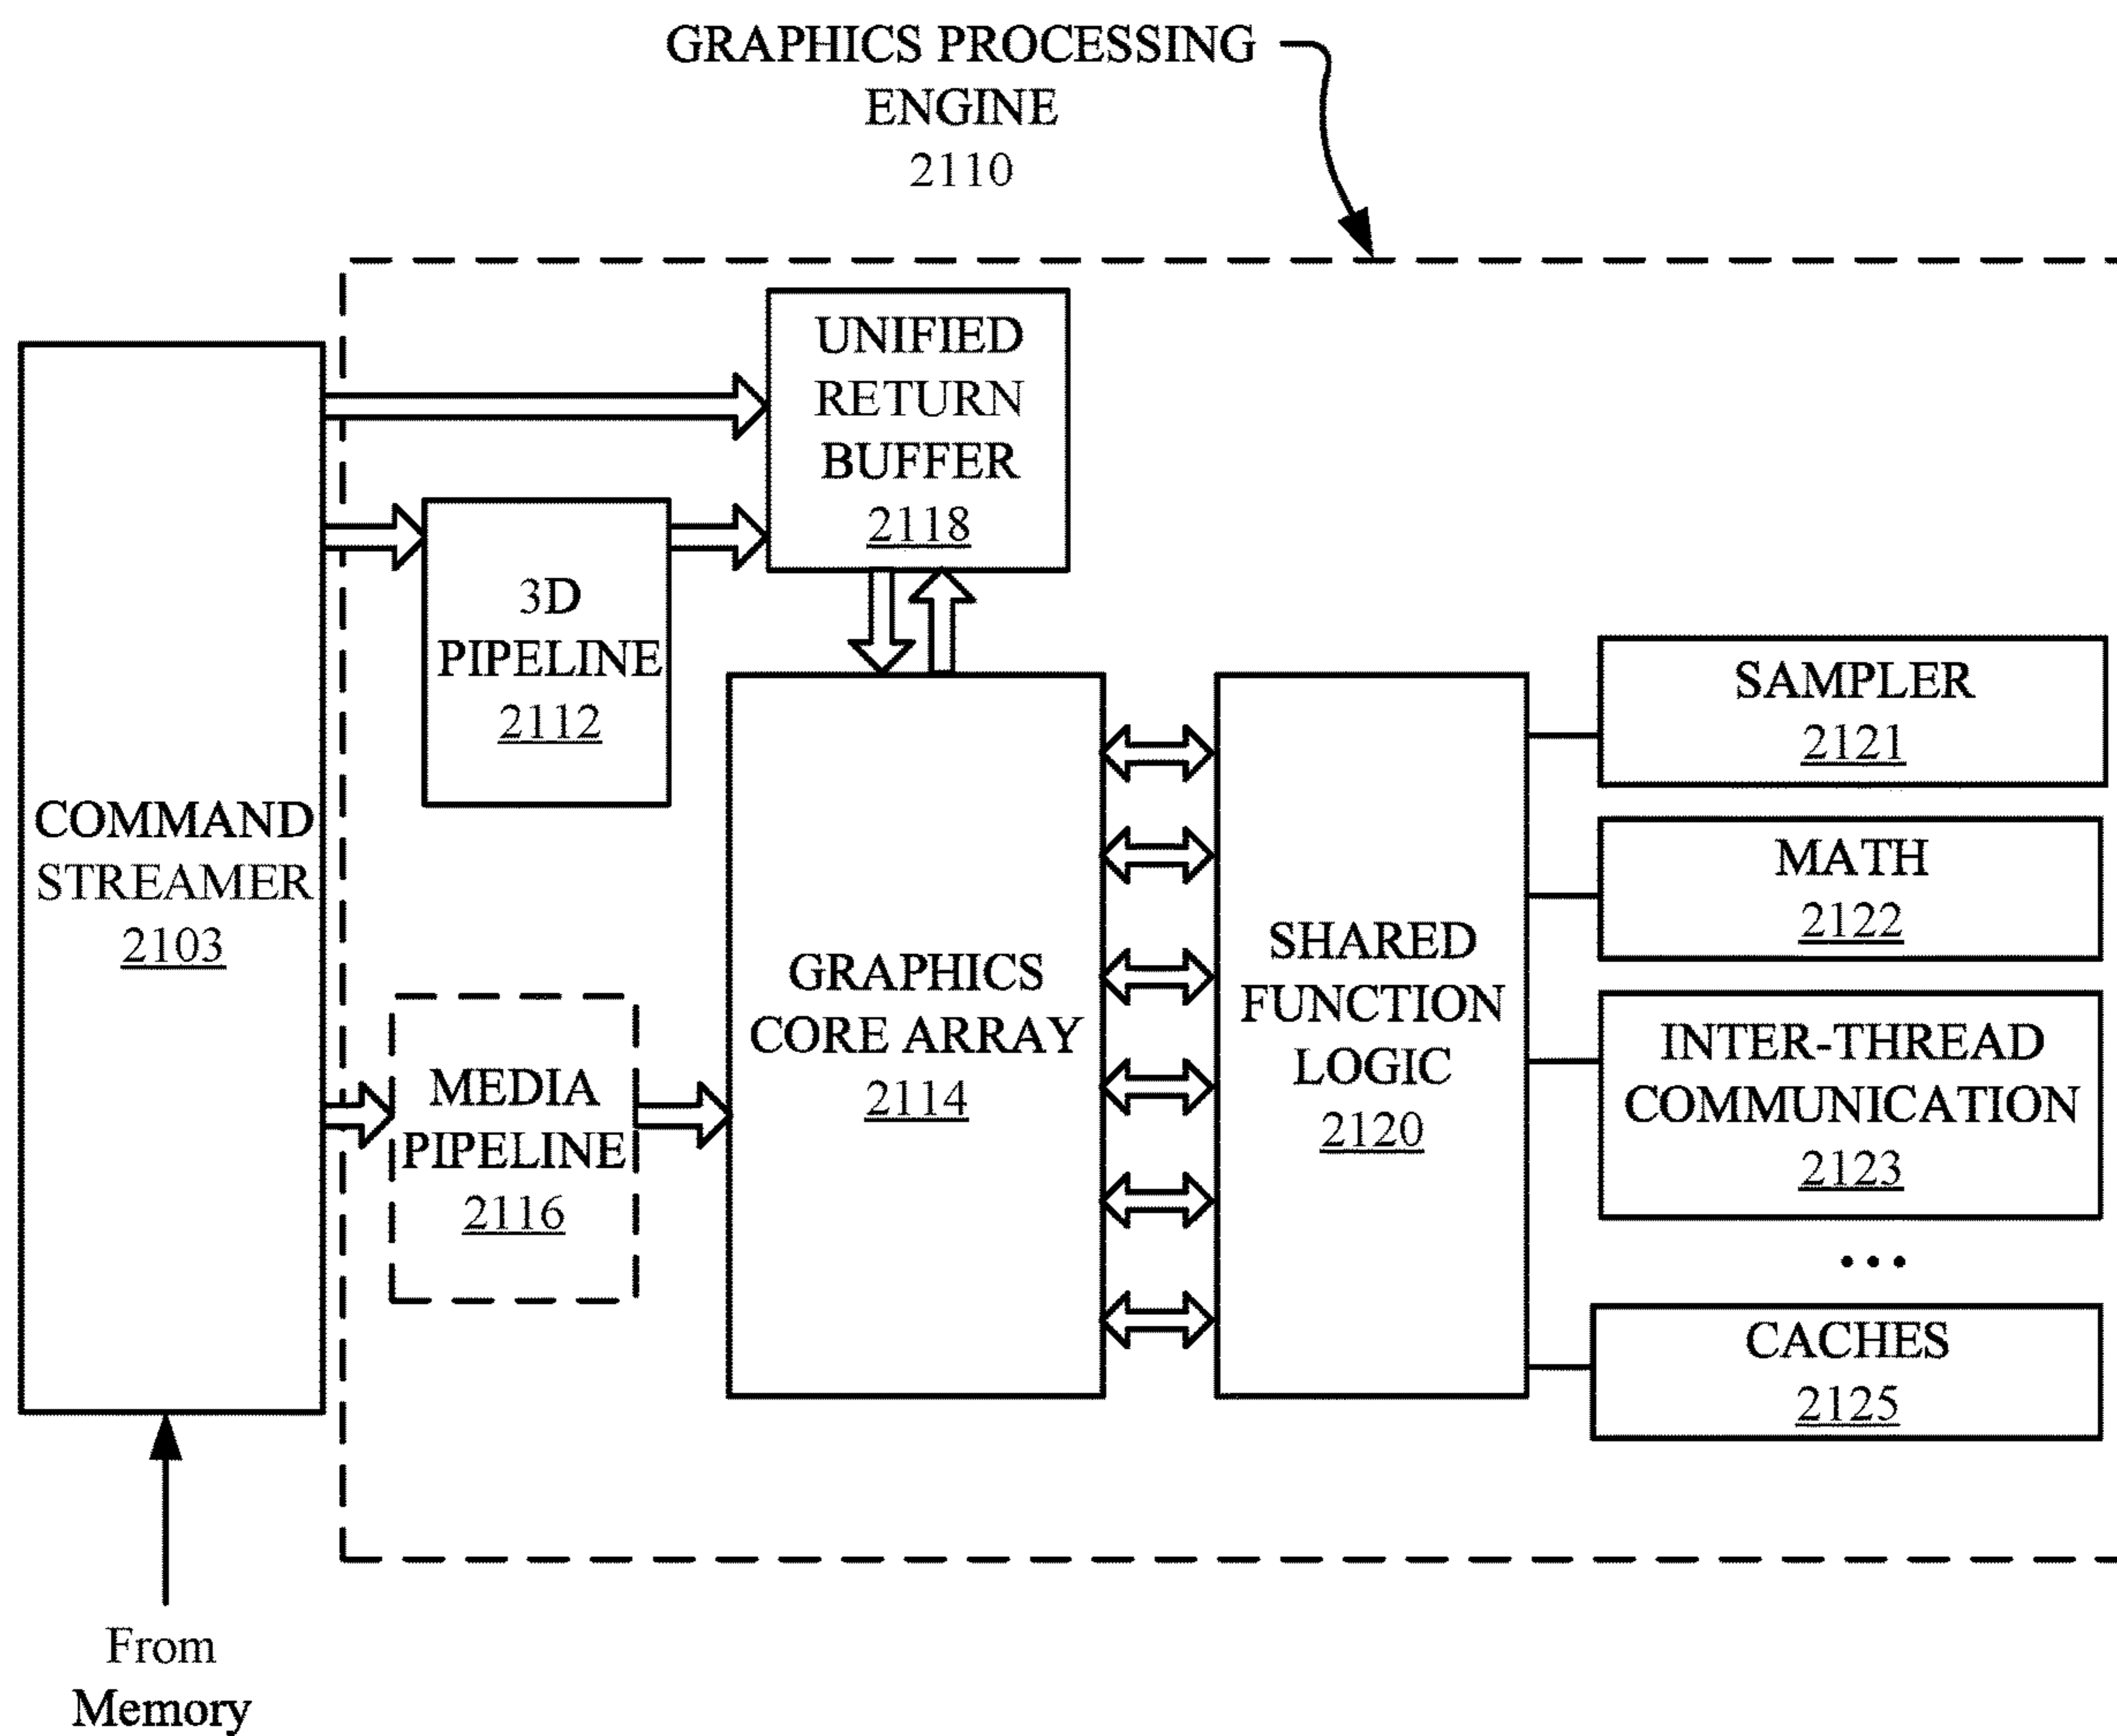 GRAPHICS PROCESSING
ENGINE
2110
UNIFIED
RETURN
BUFFER
2118
3D
PIPELINE
2112
COMMAND
STREAMER
2103
MEDIA
PIPELINE
2116
GRAPHICS
CORE ARRAY
2114
SHARED
FUNCTION
LOGIC
2120
SAMPLER
2121
MATH
2122
INTER-THREAD
COMMUNICATION
2123
...
CACHES
2125
From
Memory